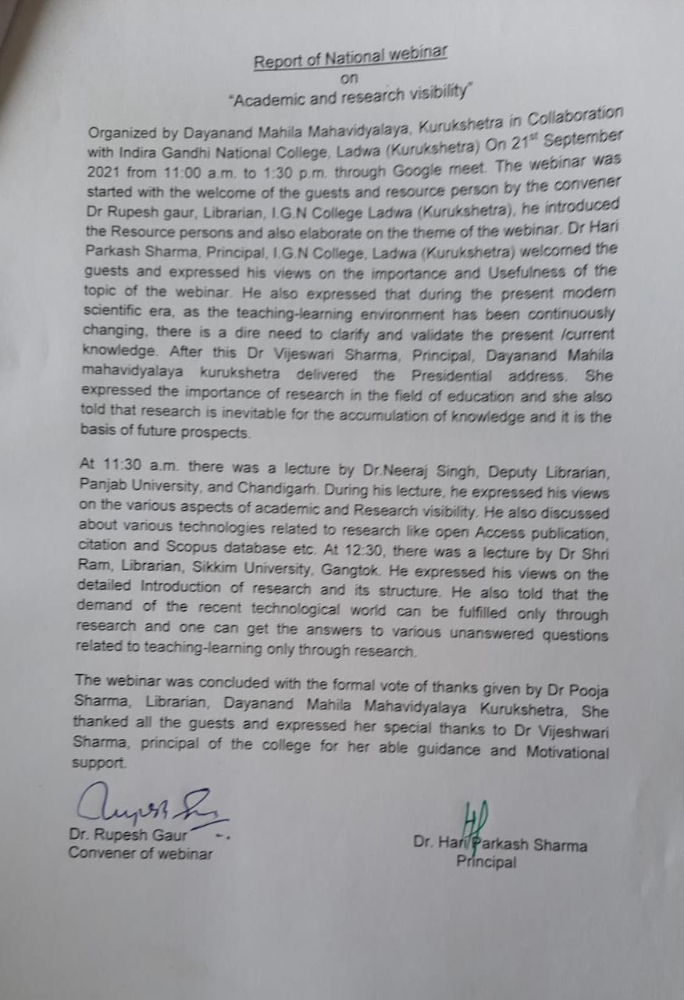 Report of National webinar
on
“Academic and research visibility”
Organized by Dayanand Mahila Mahavidyalaya, Kurukshetra in Collaboration
with Indira Gandhi National College, Ladwa (Kurukshetra) On 21st September
2021 from 11:00 a.m. to 1:30 p.m. through Google meet. The webinar was
started with the welcome of the guests and resource person by the convener
Dr Rupesh gaur, Librarian, I.G.N College Ladwa (Kurukshetra), he introduced
the Resource persons and also elaborate on the theme of the webinar. Dr Hari
Parkash Sharma, Principal, I.G.N College, Ladwa (Kurukshetra) welcomed the
guests and expressed his views on the importance and Usefulness of the
topic of the webinar. He also expressed that during the present modern
scientific era, as the teaching-learning environment has been continuously
changing, there is a dire need to clarify and validate the present /current
knowledge. After this Dr Vijeswari Sharma, Principal, Dayanand Mahila
mahavidyalaya kurukshetra delivered the Presidential address. She
expressed the importance of research in the field of education and she also
told that research is inevitable for the accumulation of knowledge and it is the
basis of future prospects.
At 11:30 a.m. there was a lecture by Dr.Neeraj Singh, Deputy Librarian,
Panjab University, and Chandigarh. During his lecture, he expressed his views
on the various aspects of academic and Research visibility. He also discussed
about various technologies related to research like open Access publication,
citation and Scopus database etc. At 12:30, there was a lecture by Dr Shri
Ram, Librarian, Sikkim University, Gangtok. He expressed his views on the
detailed Introduction of research and its structure. He also told that the
demand of the recent technological world can be fulfilled only through
research and one can get the answers to various unanswered questions
related to teaching-learning only through research.
The webinar was concluded with the formal vote of thanks given by Dr Pooja
Sharma, Librarian, Dayanand Mahila Mahavidyalaya Kurukshetra, She
thanked all the guests and expressed her special thanks to Dr Vijeshwari
Sharma, principal of the college for her able guidance and Motivational
support.
Dr. Rupesh Gaur
Convener of webinar
Dr. Hari Parkash Sharma
Principal